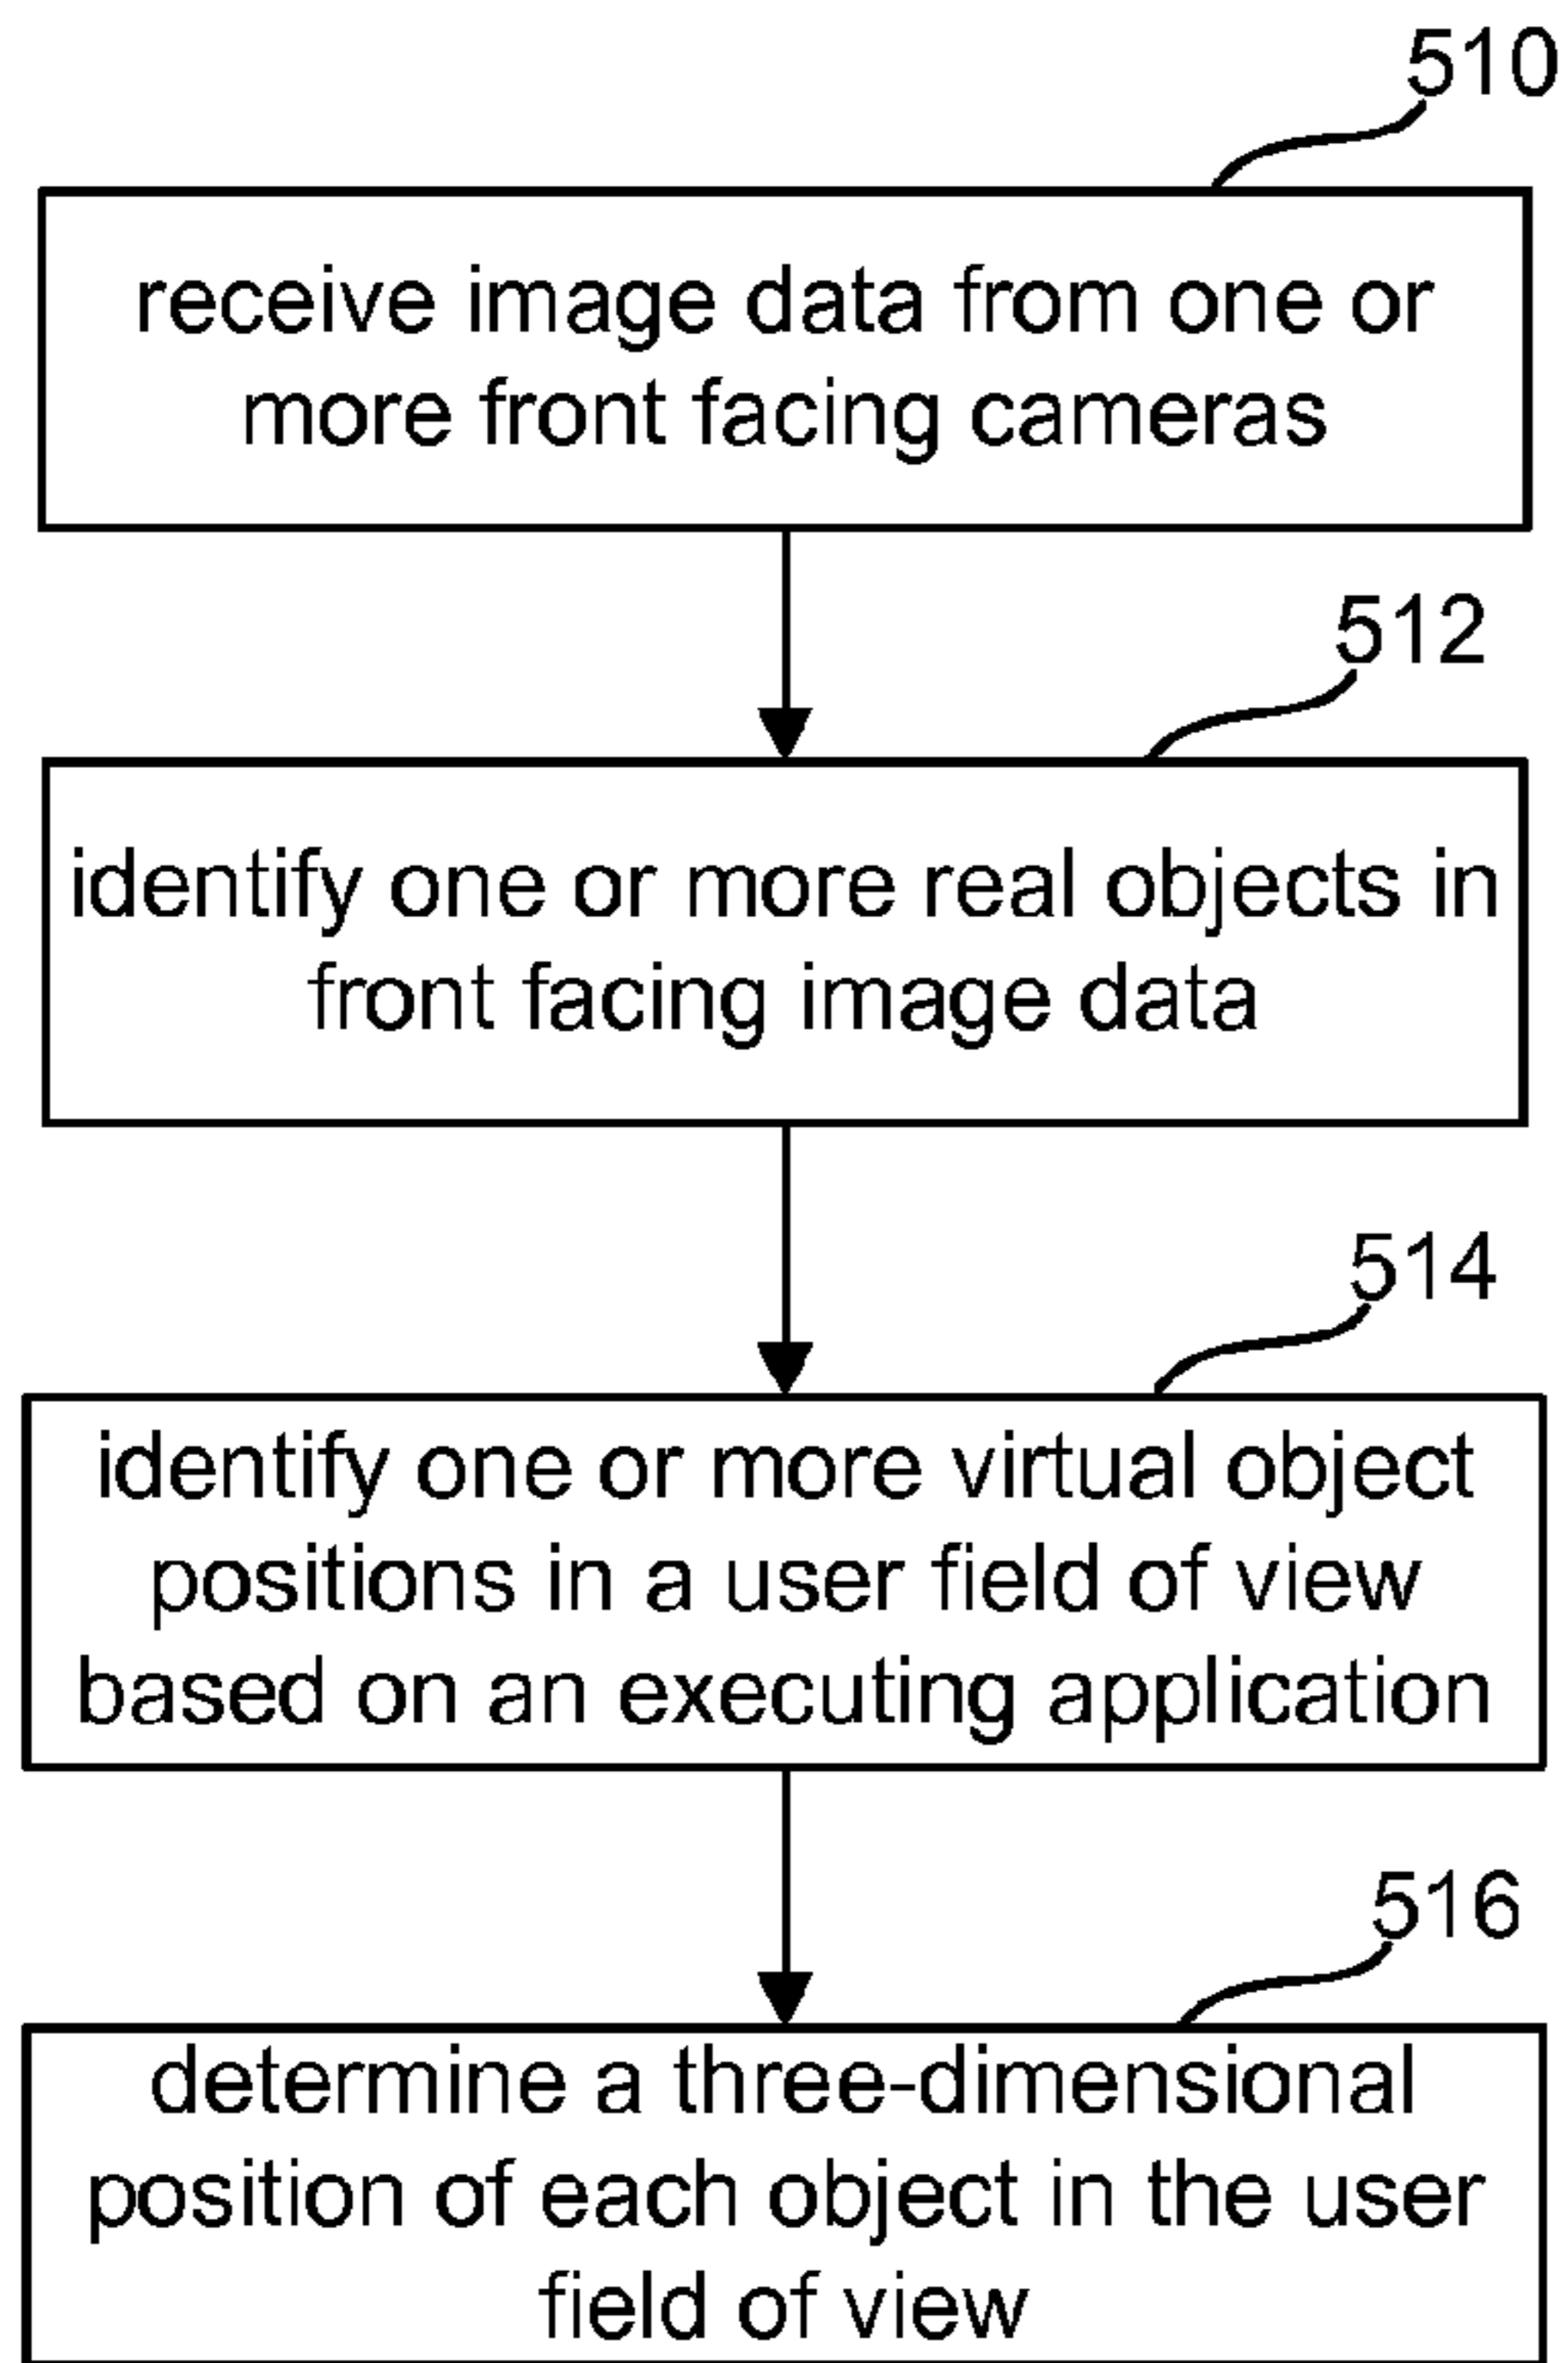 510
receive image data from one or
more front facing cameras
512
identify one or more real objects in
front facing image data
514
identify one or more virtual object
positions in a user field of view
based on an executing application
516
determine a three-dimensional
position of each object in the user
field of view